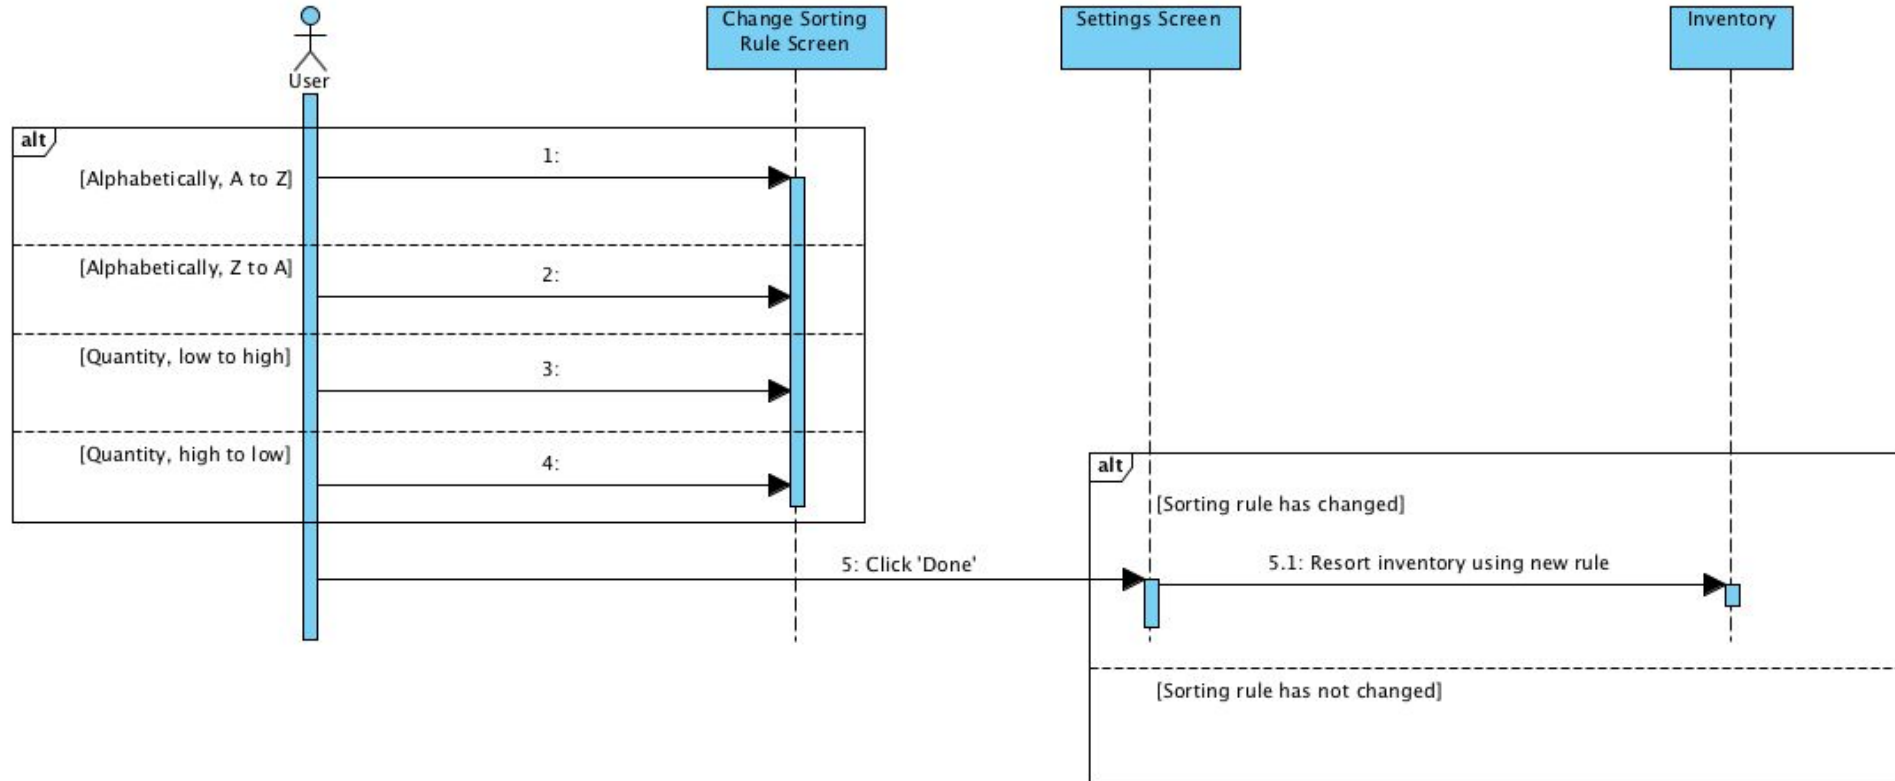 Change Sorting
Rule Screen
Settings Screen
Inventory
User
alt
1:
[Alphabetically, A to Z]
[Alphabetically, Z to A]
2:
[Quantity, low to high]
3:
[Quantity, high to low]
4:
alt
[Sorting rule has changed]
5: Click 'Done'
5.1: Resort inventory using new rule
[Sorting rule has not changed]